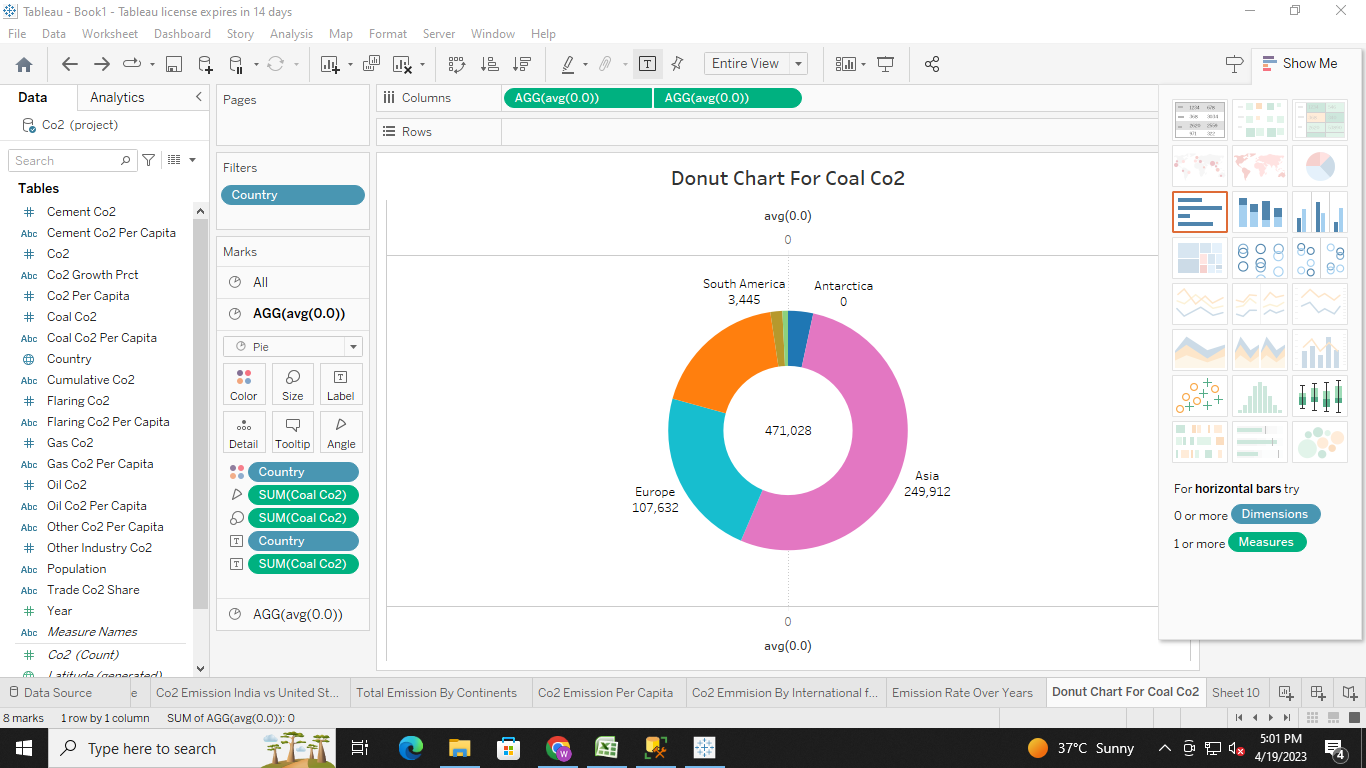 Tableau - Book1 - Tableau license expires in 14 days
File Data Worksheet Dashboard Story Analysis Map Format Server Window Help
Entire View
Show Me
Data Analytics
Co2 (project)
Search
Tables
Cement Co2
Abc Cement Co2 Per Capita
Co2
Abc Co2 Growth Prct
Co2 Per Capita
Coal Co2
Abc Coal Co2 Per Capita
Country
Abc Cumulative Co2
Flaring Co2
Abc Flaring Co2 Per Capita
Gas Co2
Abc Gas Co2 Per Capita
Oil Co2
Abc Oil Co2 Per Capita
Abc Other Co2 Per Capita
Other Industry Co2
Abc Population
Abc Trade Co2 Share
Year
Abc Measure Names
Co2 (Count)
Latitude (generated)
Pages
Filters
Country
Marks
All
AGG(avg(0.0))
Pie
Color Size Label
Detail Tooltip Angle
Country
SUM(Coal Co2)
SUM(Coal Co2)
Country
SUM(Coal Co2)
AGG(avg(0.0))
Columns AGG(avg(0.0)) AGG(avg(0.0))
Rows
Donut Chart For Coal Co2
avg(0.0)
0
South America
3,445
Antarctica
0
471,028
Asia
249,912
Europe
107,632
0
avg(0.0)
For horizontal bars try
0 or more Dimensions
1 or more Measures
Data Source e Co2 Emission India vs United St... Total Emission By Continents Co2 Emission Per Capita Co2 Emmision By International f... Emission Rate Over Years Donut Chart For Coal Co2 Sheet 10
8 marks 1 row by 1 column SUM of AGG(avg(0.0)): 0
Type here to search
37°C Sunny
5:01 PM
4/19/2023
4